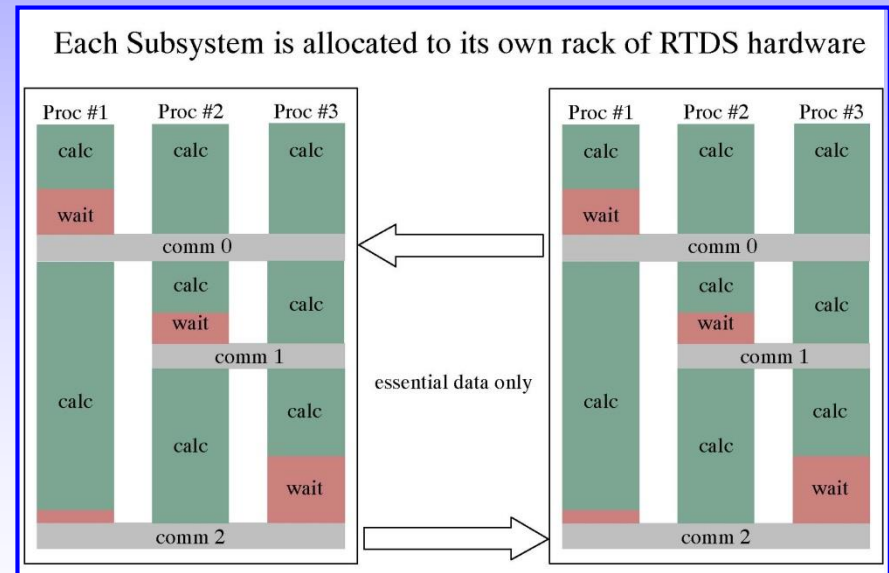 Each Subsystem is allocated to its own rack of RTDS hardware
Proc #1 Proc #2 Proc #3
calc calc calc
wait
comm 0
calc
calc
wait
comm 1
calc
calc
calc
wait
comm 2
essential data only
Proc #1 Proc #2 Proc #3
calc calc calc
wait
comm 0
calc
calc
wait
comm 1
calc
calc
calc
wait
comm 2